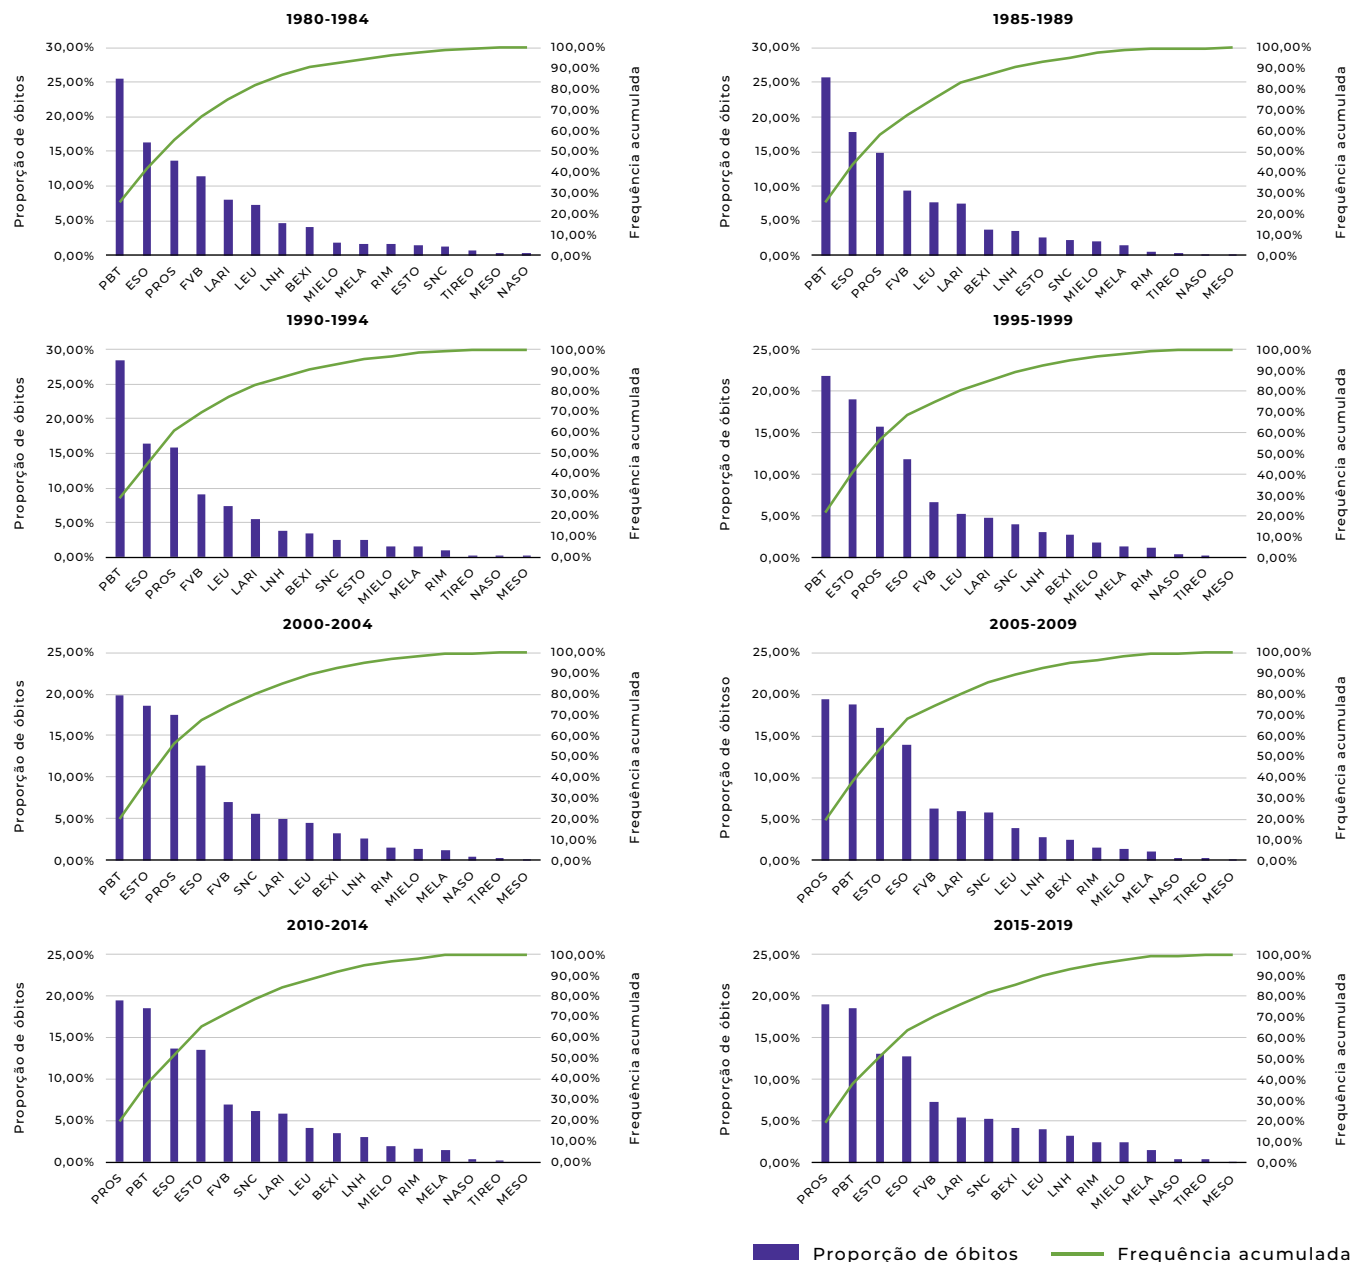 1980-1984
Proporção de óbitos
30,00%
25,00%
20,00%
15,00%
10,00%
5,00%
0,00%
100,00%
90,00%
80,00%
70,00%
60,00%
50,00%
40,00%
30,00%
20,00%
10,00%
0,00%
Frequência acumulada
PBT
ESO
PROS
FVB
LARI
LEU
LNH
BEXI
MIELO
MELA
RIM
ESTO
SNC
TIREO
MESO
NASO
1985-1989
Proporção de óbitos
30,00%
25,00%
20,00%
15,00%
10,00%
5,00%
0,00%
100,00%
90,00%
80,00%
70,00%
60,00%
50,00%
40,00%
30,00%
20,00%
10,00%
0,00%
Frequência acumulada
PBT
ESO
PROS
FVB
LEU
LARI
BEXI
LNH
ESTO
SNC
MIELO
MELA
RIM
TIREO
NASO
MESO
1990-1994
Proporção de óbitos
30,00%
25,00%
20,00%
15,00%
10,00%
5,00%
0,00%
100,00%
90,00%
80,00%
70,00%
60,00%
50,00%
40,00%
30,00%
20,00%
10,00%
0,00%
Frequência acumulada
PBT
ESO
PROS
FVB
LEU
LARI
LNH
BEXI
SNC
ESTO
MIELO
MELA
RIM
TIREO
NASO
MESO
1995-1999
Proporção de óbitos
25,00%
20,00%
15,00%
10,00%
5,00%
0,00%
100,00%
90,00%
80,00%
70,00%
60,00%
50,00%
40,00%
30,00%
20,00%
10,00%
0,00%
Frequência acumulada
PBT
ESTO
PROS
ESO
FVB
LEU
LARI
SNC
LNH
BEXI
MIELO
MELA
RIM
NASO
TIREO
MESO
2000-2004
Proporção de óbitos
25,00%
20,00%
15,00%
10,00%
5,00%
0,00%
100,00%
90,00%
80,00%
70,00%
60,00%
50,00%
40,00%
30,00%
20,00%
10,00%
0,00%
Frequência acumulada
PBT
ESTO
PROS
ESO
FVB
SNC
LARI
LEU
BEXI
LNH
RIM
MIELO
MELA
NASO
TIREO
MESO
2005-2009
Proporção de óbitoso
25,00%
20,00%
15,00%
10,00%
5,00%
0,00%
100,00%
90,00%
80,00%
70,00%
60,00%
50,00%
40,00%
30,00%
20,00%
10,00%
0,00%
Frquência acumulada
PROS
PBT
ESTO
ESO
FVB
LARI
SNC
LEU
LNH
BEXI
RIM
MIELO
MELA
NASO
TIREO
MESO
2010-2014
Proporção de óbitos
25,00%
20,00%
15,00%
10,00%
5,00%
0,00%
100,00%
90,00%
80,00%
70,00%
60,00%
50,00%
40,00%
30,00%
20,00%
10,00%
0,00%
Frequência acumulada
PROS
PBT
ESO
ESTO
FVB
SNC
LARI
LEU
BEXI
LNH
MIELO
RIM
MELA
NASO
TIREO
MESO
2015-2019
Proporção de óbitos
25,00%
20,00%
15,00%
10,00%
5,00%
0,00%
100,00%
90,00%
80,00%
70,00%
60,00%
50,00%
40,00%
30,00%
20,00%
10,00%
0,00%
Frequência acumulada
PROS
PBT
ESTO
ESO
FVB
LARI
SNC
BEXI
LEU
LNH
RIM
MIELO
MELA
NASO
TIREO
MESO
Proporção de óbitos
Frequência acumulada